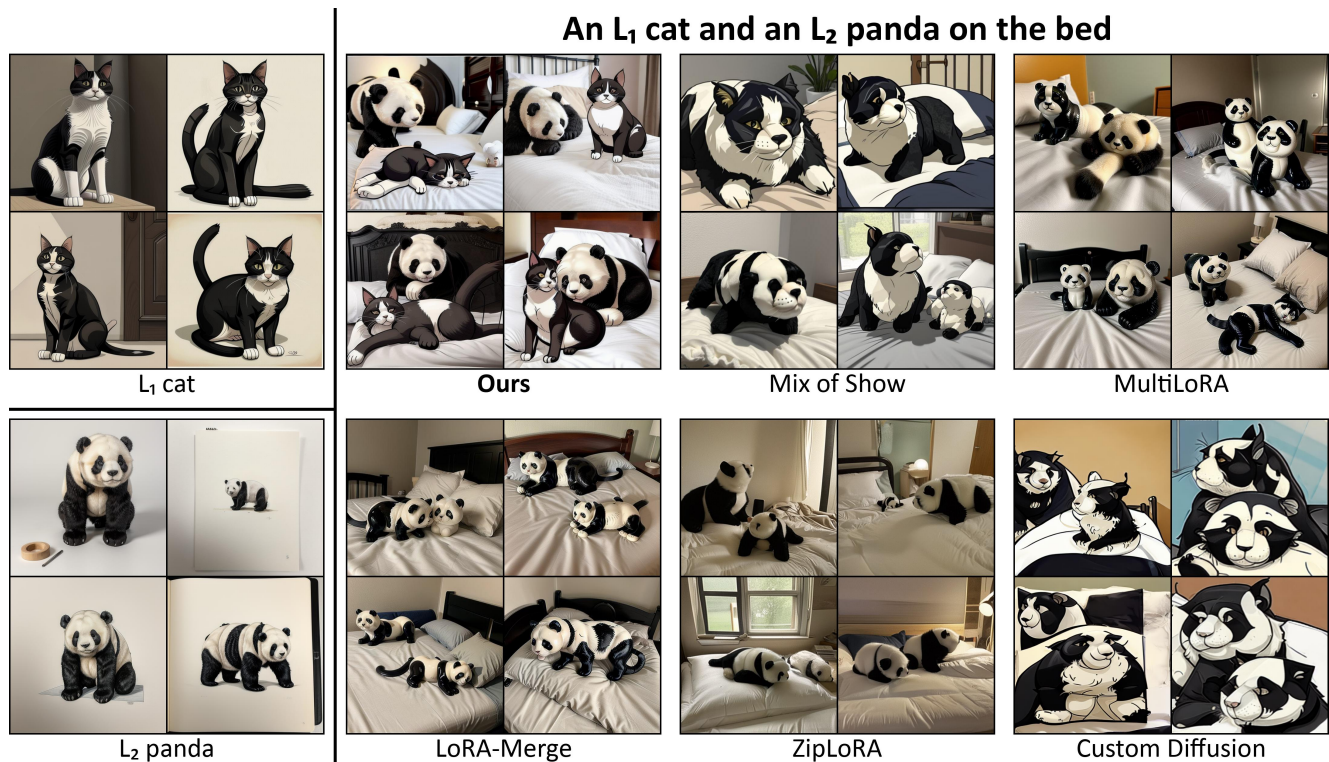 An L₁ cat and an L₂ panda on the bed
L₁ cat
Ours
Mix of Show
MultiLoRA
L₂ panda
LoRA-Merge
ZipLoRA
Custom Diffusion